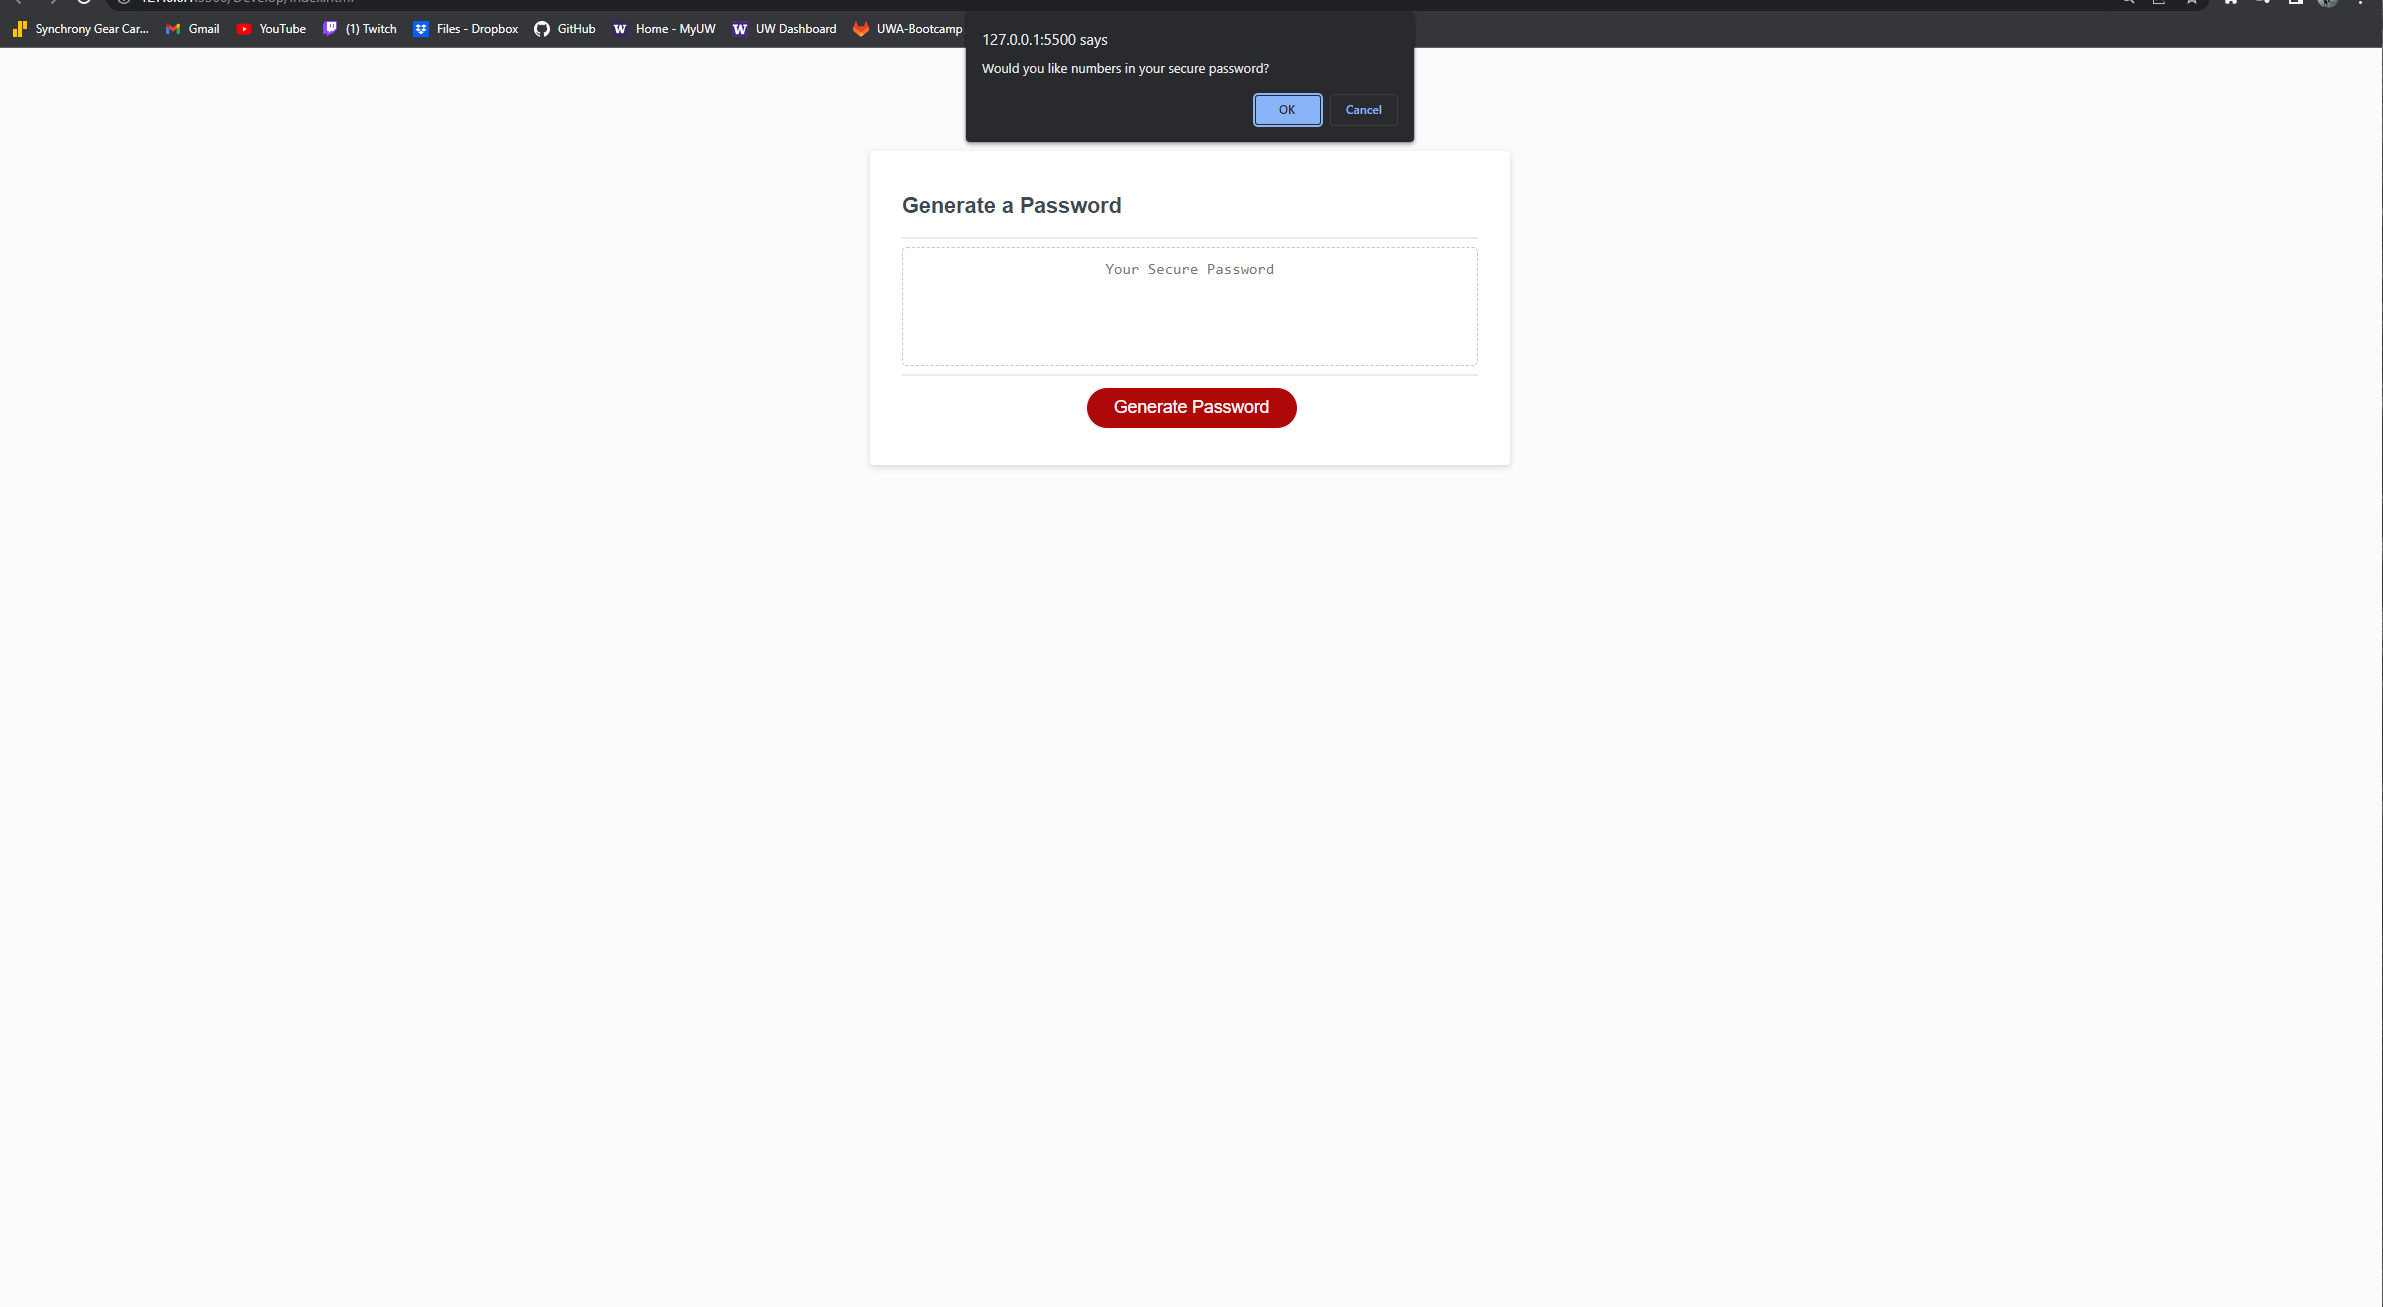 Synchrony Gear Car...
Gmail
YouTube
(1) Twitch
Files - Dropbox
GitHub
Home - MyUW
UW Dashboard
UWA-Bootcamp
127.0.0.1:5500 says
Would you like numbers in your secure password?
OK
Cancel
Generate a Password
Your Secure Password
Generate Password